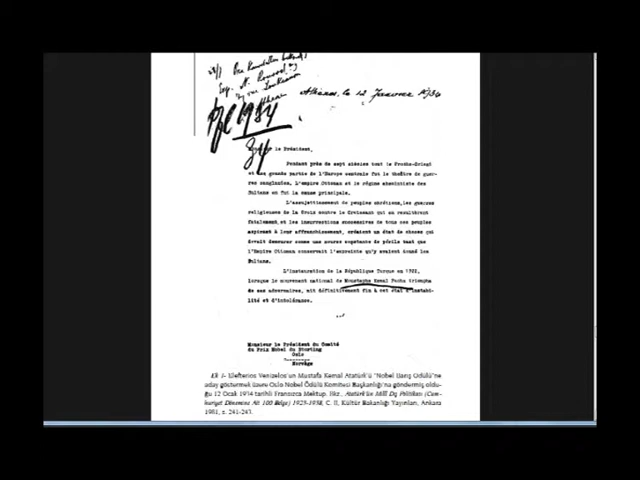 Athènes, le 12 Janvier 1934
le Président,
Pendant près de sept siècles tout le Proche-Orient
et une grande partie de l'Europe centrale fut le théâtre de guer-
res sanglantes. L'empire Ottoman et le régime absolutiste des
Sultans en fut la cause principale.
L'assujettissement de peuples chrétiens, les guerres
religieuses de la Croix contre le Croissant qui en résultèrent
fatalement, et les insurrections successives de tous ces peuples
aspirant à leur affranchissement, créaient un état de choses qui
devait demeurer comme une source constante de périls tant que
l'Empire Ottoman conservait l'empreinte qu'y avaient donné les
Sultans.
L'instauration de la République Turque en 1922,
lorsque le mouvement national de Moustapha Kemal Pacha triompha
de ses adversaires, mit définitivement fin à cet état d'instabi-
lité et d'intolérance.
Monsieur le Président du Comité
du Prix Nobel du Storting
Oslo
Norvège
Ek 1- Elefterios Venizelos'un Mustafa Kemal Atatürk'ü "Nobel Barış Ödülü"ne
aday göstermek üzere Oslo Nobel Ödülü Komitesi Başkanlığı'na göndermiş oldu-
ğu 12 Ocak 1934 tarihli Fransızca Mektup. Bkz., Atatürk'ün Milli Dış Politikası (Cum-
huriyet Dönemine Ait 100 Belge) 1923-1938, C. II, Kültür Bakanlığı Yayınları, Ankara
1981, s. 241-243.